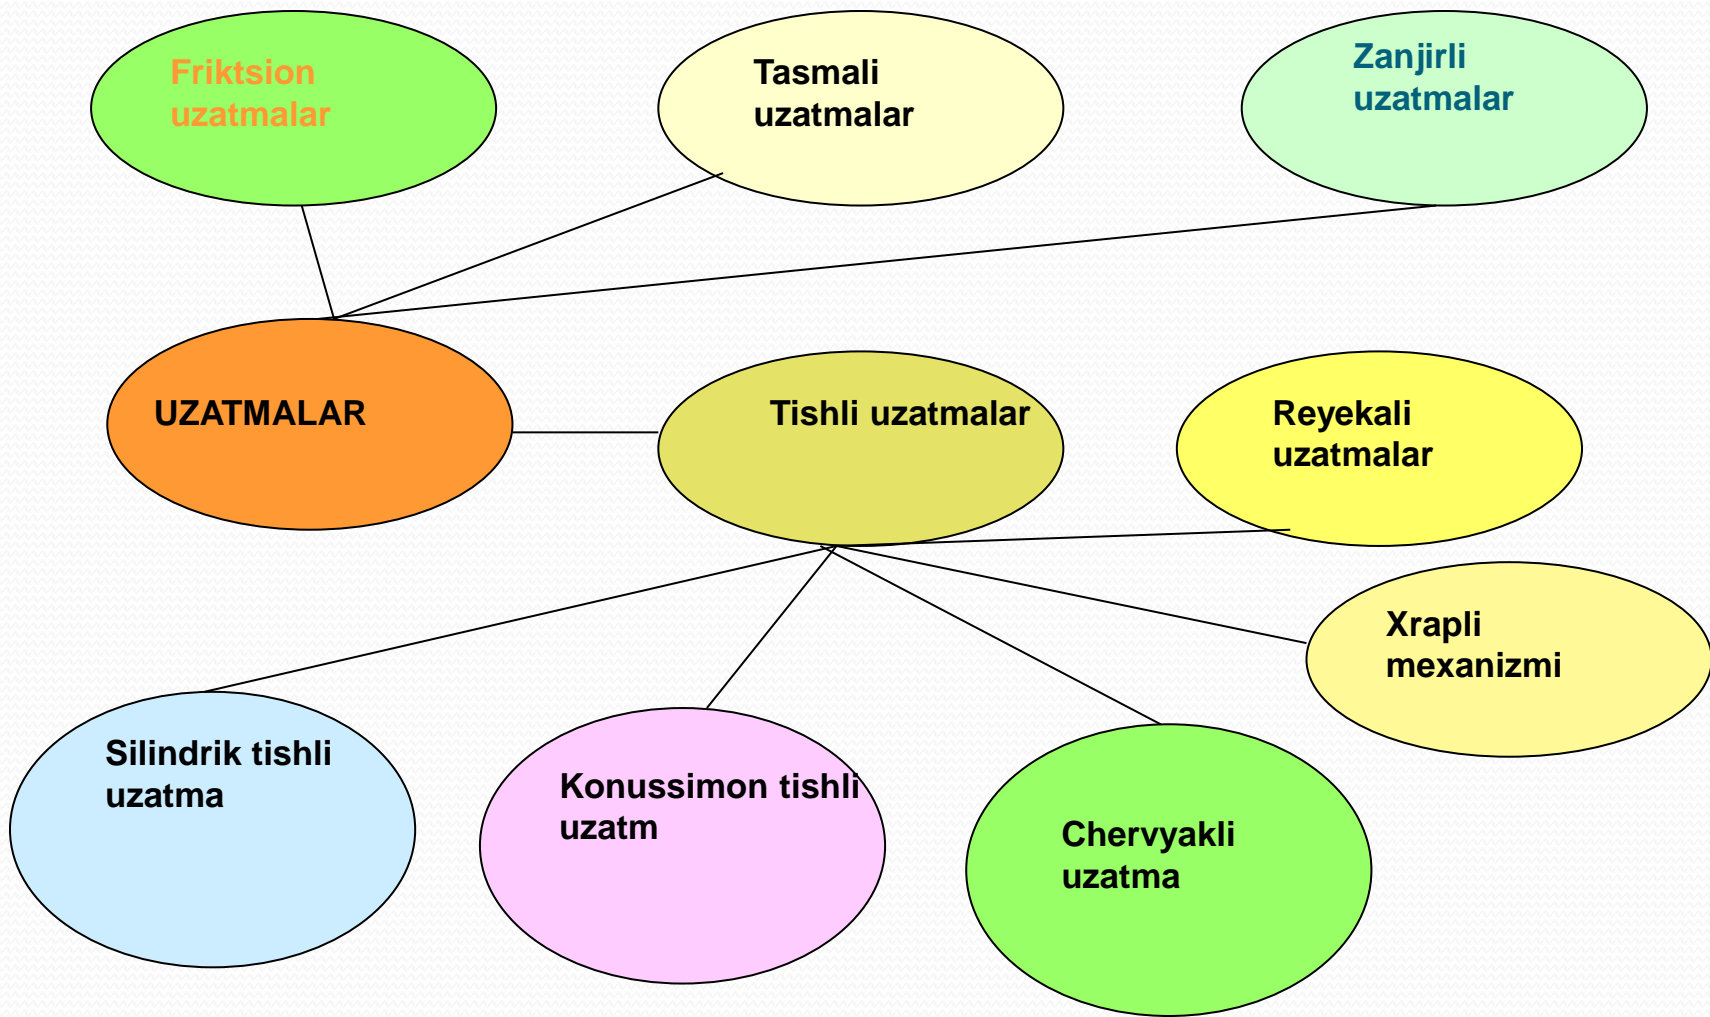 Friktsion
uzatmalar
Tasmali
uzatmalar
Zanjirli
uzatmalar
UZATMALAR
Tishli uzatmalar
Reyekali
uzatmalar
Xrapli
mexanizmi
Silindrik tishli
uzatma
Konussimon tishli
uzatm
Chervyakli
uzatma